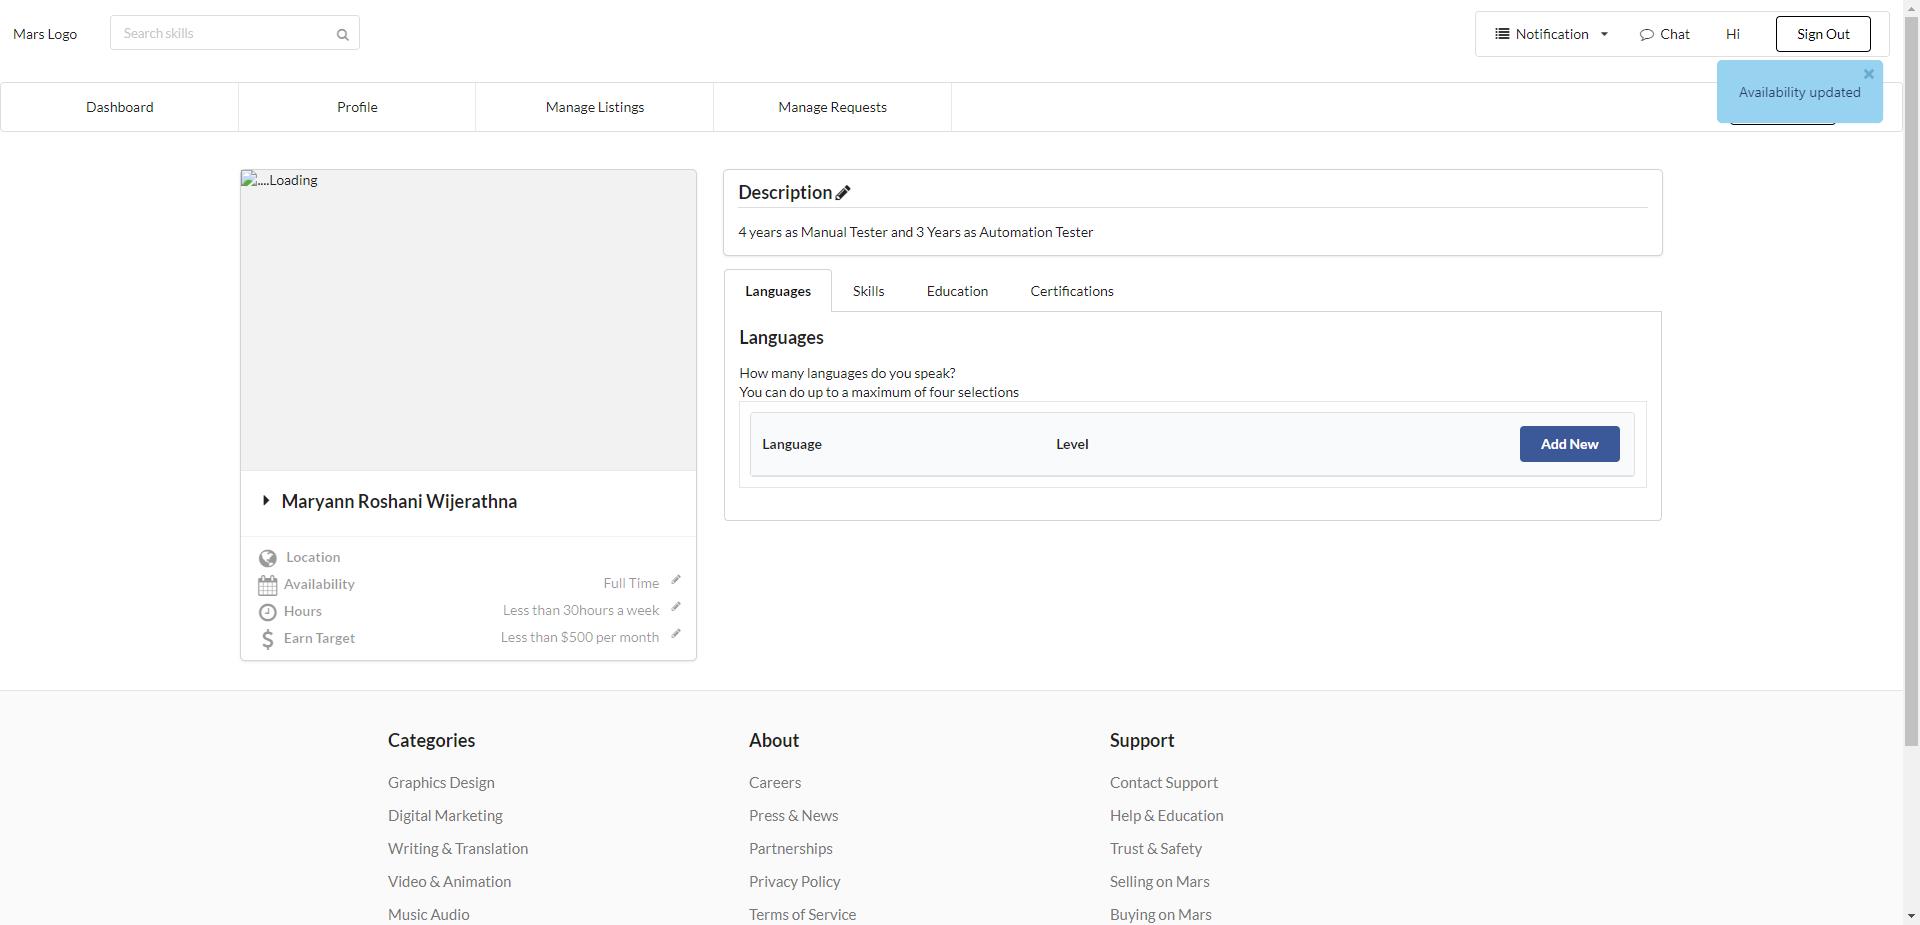 Mars Logo
Search skills
Notification
Chat
Hi
Sign Out
Dashboard
Profile
Manage Listings
Manage Requests
Availability updated
....Loading
Description
4 years as Manual Tester and 3 Years as Automation Tester
Languages
Skills
Education
Certifications
Languages
How many languages do you speak?
You can do up to a maximum of four selections
Language
Level
Add New
Maryann Roshani Wijerathna
Location
Availability
Full Time
Hours
Less than 30hours a week
Earn Target
Less than $500 per month
Categories
Graphics Design
Digital Marketing
Writing & Translation
Video & Animation
Music Audio
About
Careers
Press & News
Partnerships
Privacy Policy
Terms of Service
Support
Contact Support
Help & Education
Trust & Safety
Selling on Mars
Buying on Mars